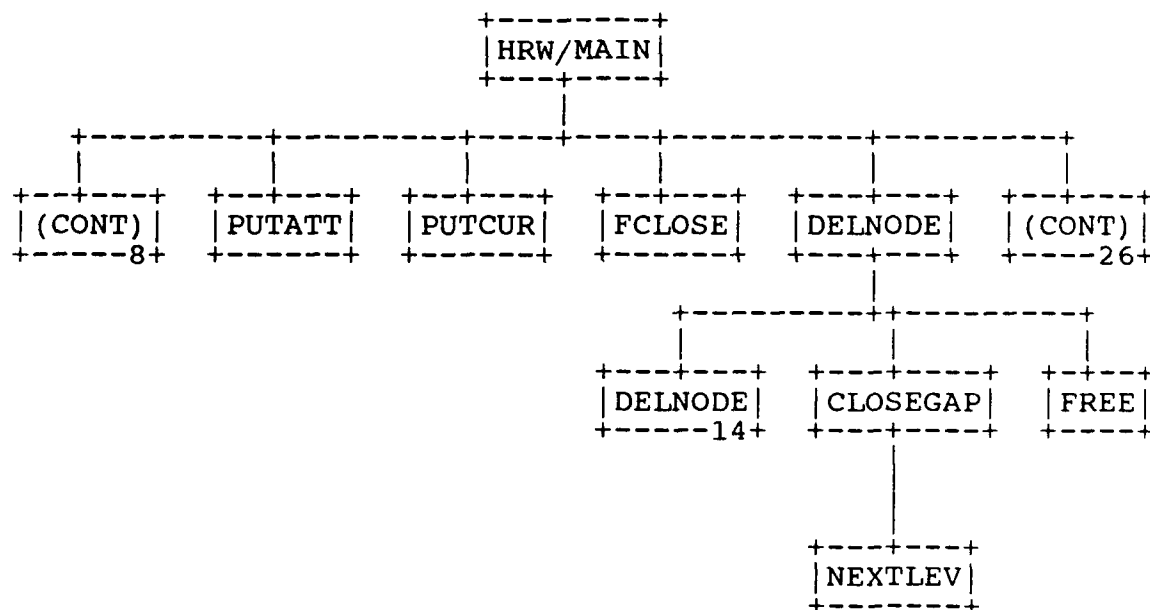 HRW/MAIN
(CONT) PUTATT PUTCUR FCLOSE DELNODE (CONT)
8 26
DELNODE CLOSEGAP FREE
14
NEXTLEV